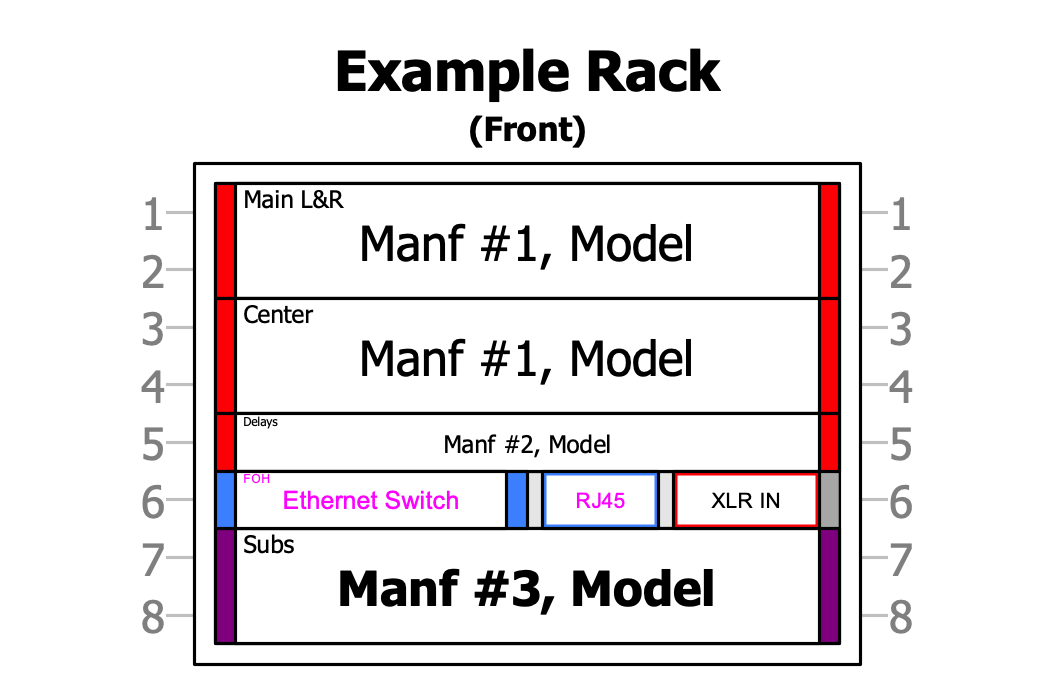 Example Rack
(Front)
Main L&R
1 1
Manf #1, Model
2 2
Center
3 3
Manf #1, Model
4 4
Delays
5 Manf #2, Model 5
FOH
6 Ethernet Switch RJ45 XLR IN 6
Subs
7 7
Manf #3, Model
8 8